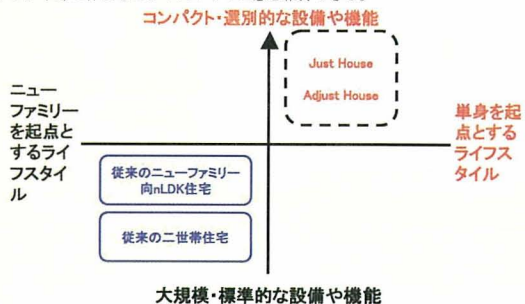 コンパクト・選別的な設備や機能
Just House
Adjust House
ニュー
ファミリー
を起点と
するライ
フスタイ
ル
単身を起
点とする
ライフス
タイル
従来のニューファミリー
向nLDK住宅
従来の二世帯住宅
大規模・標準的な設備や機能